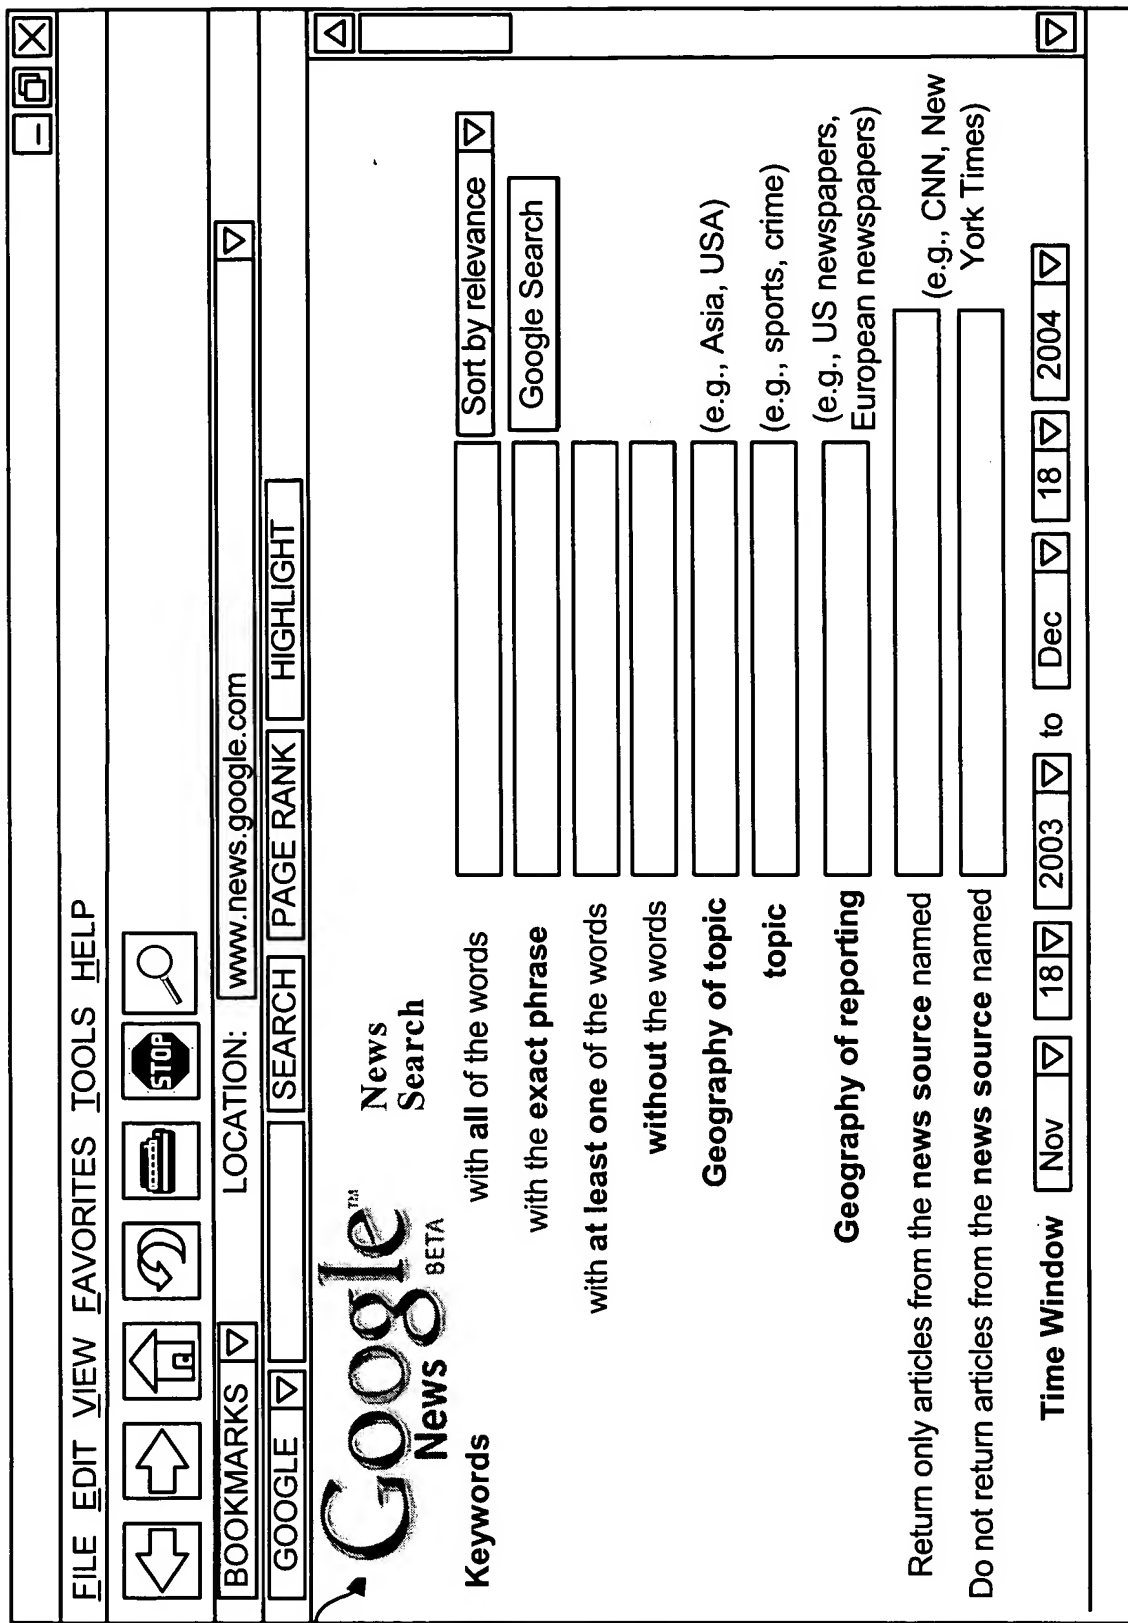 FILE EDIT VIEW FAVORITES TOOLS HELP
STOP
BOOKMARKS LOCATION: www.news.google.com
GOOGLE SEARCH PAGE RANK HIGHLIGHT
Google™
News BETA
News
Search
Keywords with all of the words Sort by relevance
with the exact phrase Google Search
with at least one of the words
without the words
Geography of topic (e.g., Asia, USA)
topic (e.g., sports, crime)
Geography of reporting (e.g., US newspapers,
European newspapers)
Return only articles from the news source named (e.g., CNN, New
Do not return articles from the news source named York Times)
Time Window Nov 18 2003 to Dec 18 2004